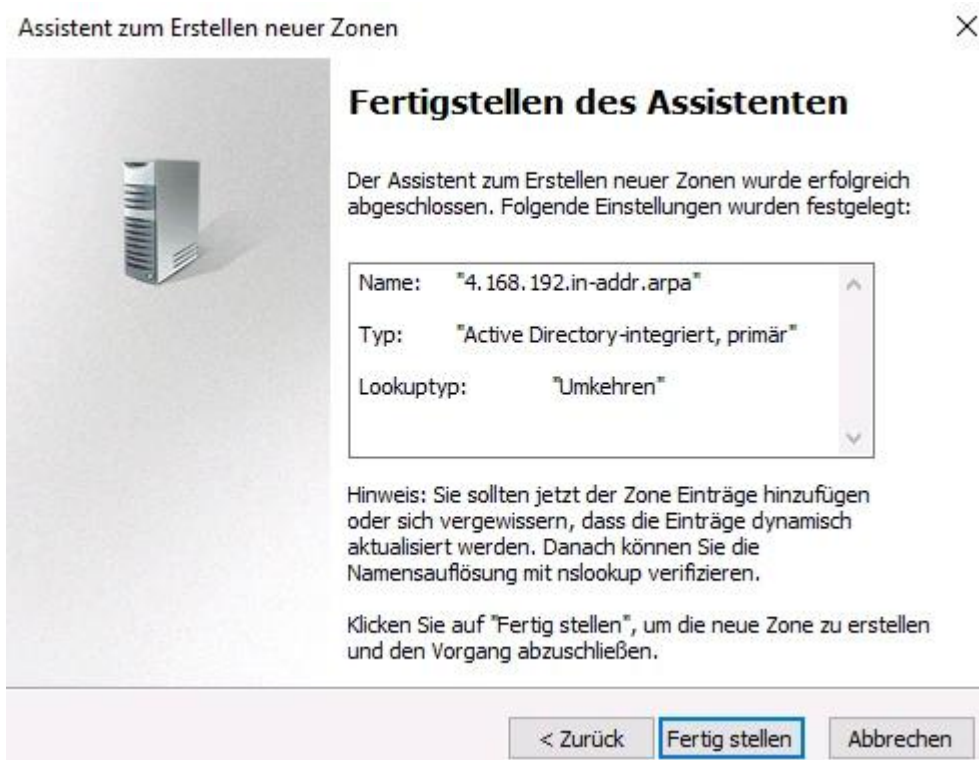 Assistent zum Erstellen neuer Zonen
Fertigstellen des Assistenten
Der Assistent zum Erstellen neuer Zonen wurde erfolgreich
abgeschlossen. Folgende Einstellungen wurden festgelegt:
Name: "4.168.192.in-addr.arpa"
Typ: "Active Directory-integriert, primär"
Lookuptyp: "Umkehren"
Hinweis: Sie sollten jetzt der Zone Einträge hinzufügen
oder sich vergewissern, dass die Einträge dynamisch
aktualisiert werden. Danach können Sie die
Namensauflösung mit nslookup verifizieren.
Klicken Sie auf "Fertig stellen", um die neue Zone zu erstellen
und den Vorgang abzuschließen.
< Zurück Fertig stellen Abbrechen